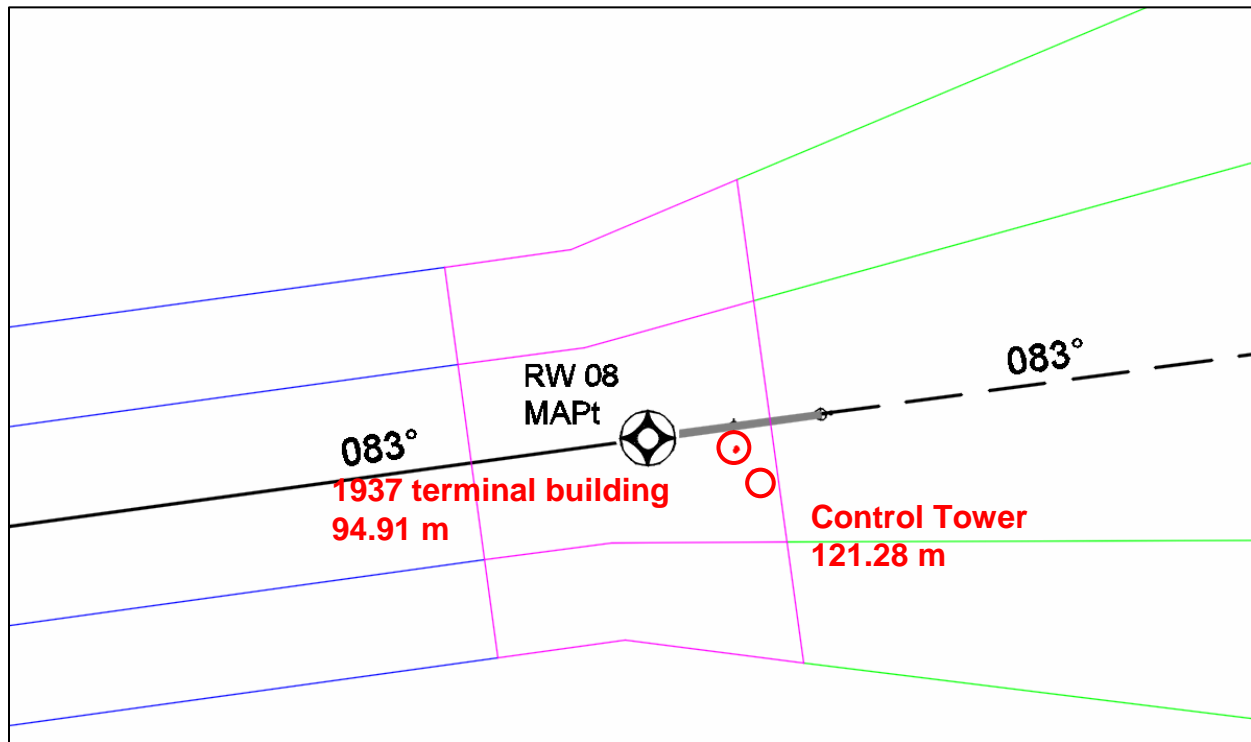 083°
RW 08
MAPt
083°
1937 terminal building
94.91 m
Control Tower
121.28 m